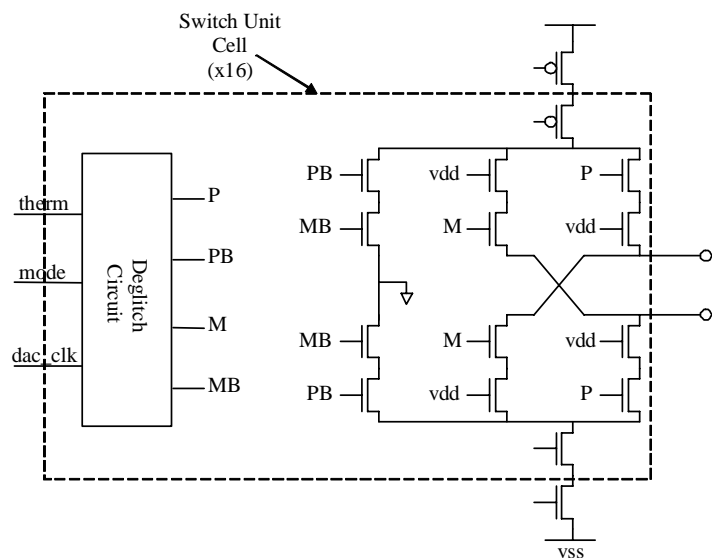 Switch Unit
Cell
(x16)
therm
mode
dac_clk
Deglitch
Circuit
P
PB
M
MB
PB
vdd
P
MB
M
vdd
MB
M
vdd
PB
vdd
P
vss